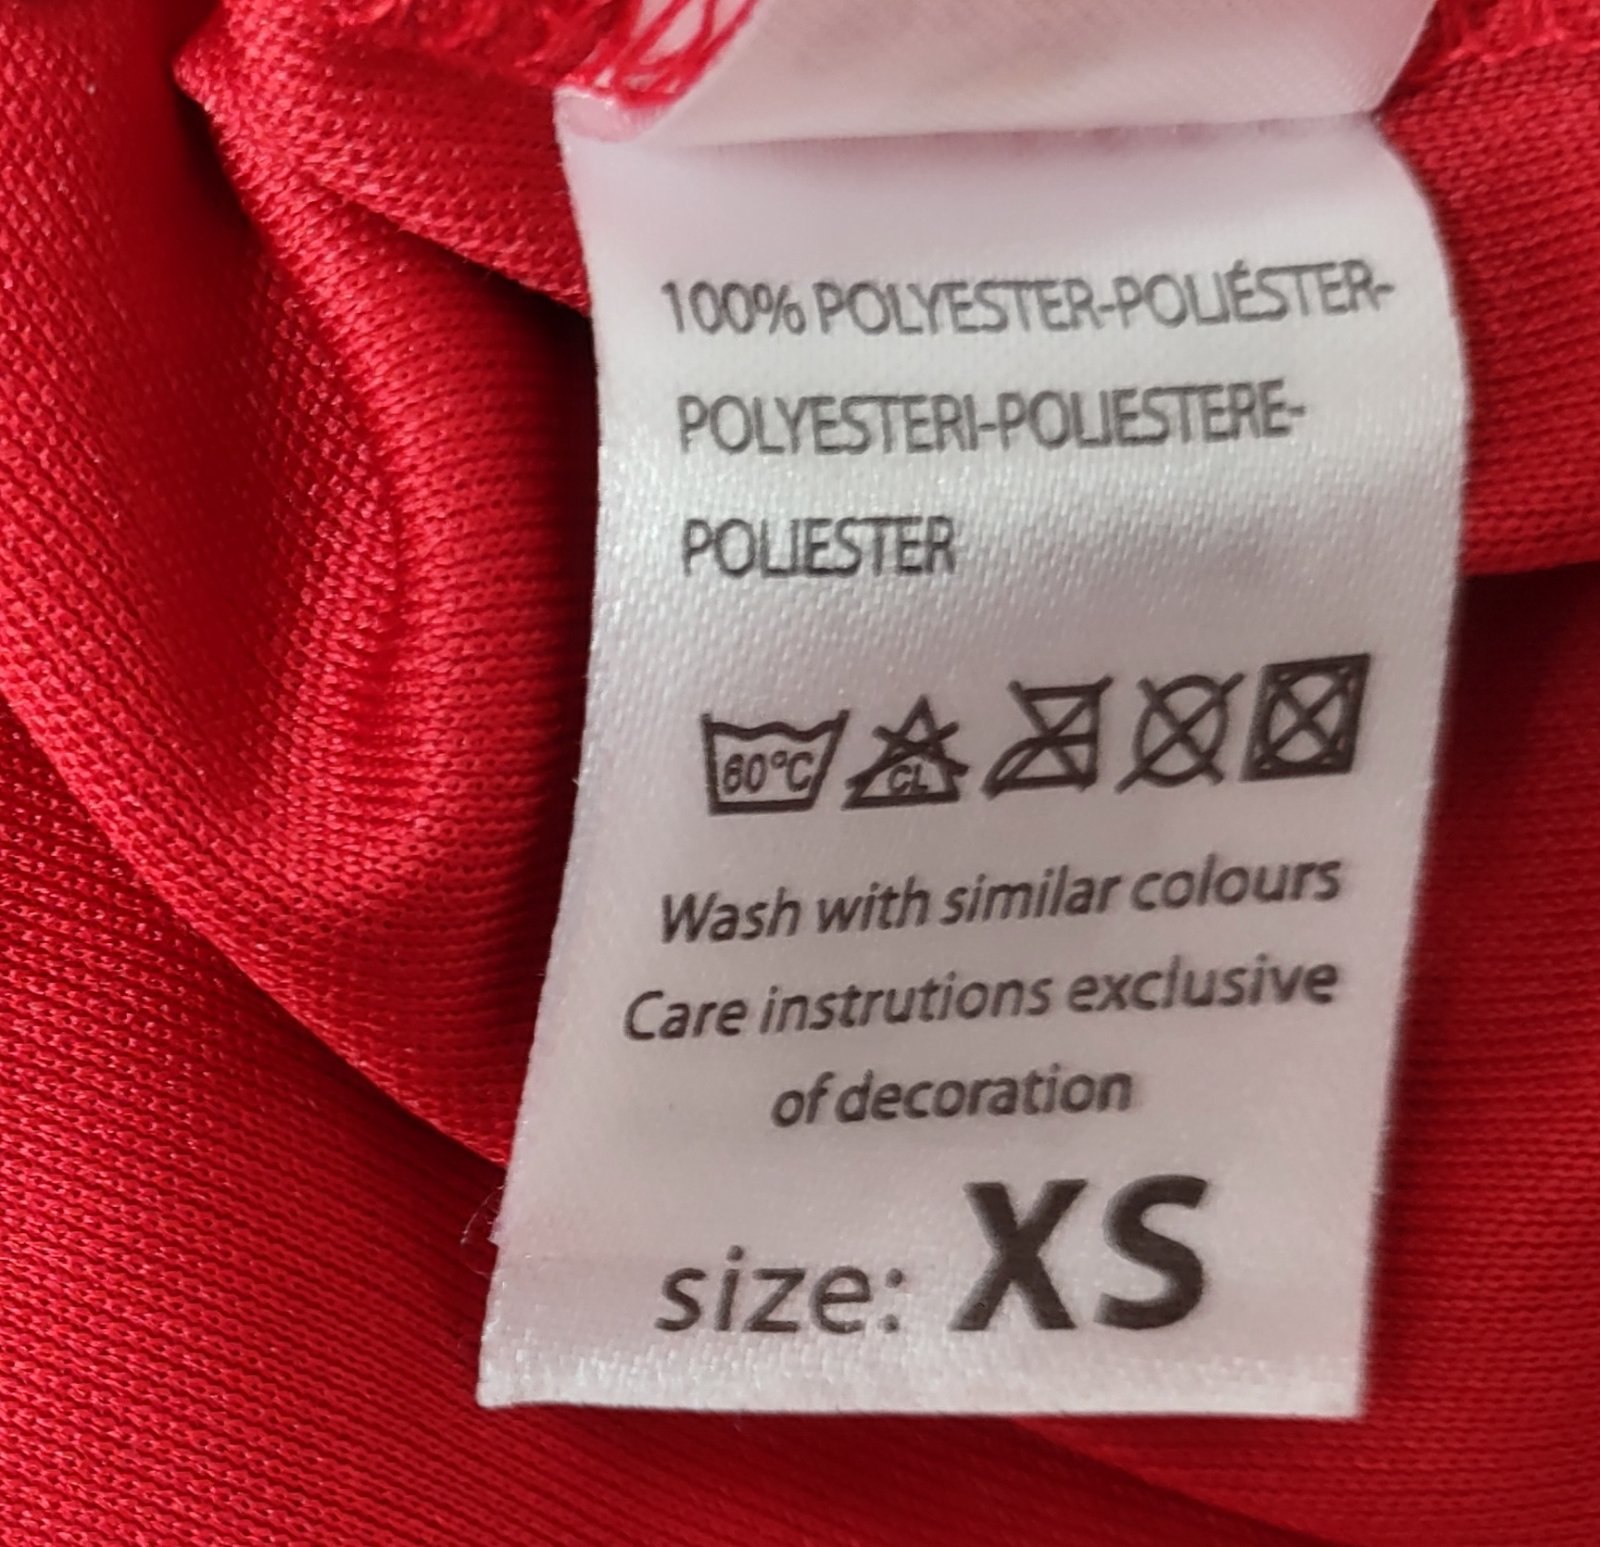 100% POLYESTER-POLIÉSTER-
POLYESTERI-POLIESTERE-
POLIESTER
60°C CL
Wash with similar colours
Care instrutions exclusive
of decoration
size: XS